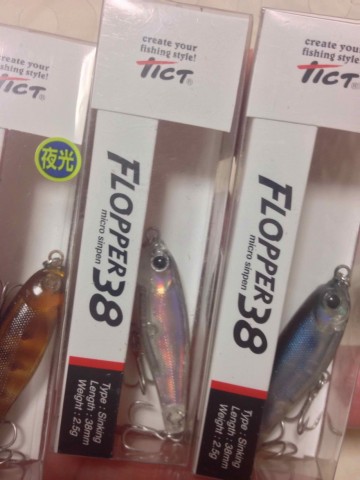 create your
fishing style!
TICT®
夜光
create your
fishing style!
TICT®
FLOPPER38
micro sinpen
Type : Sinking
Length : 38mm
Weight : 2.5g
create your
fishing style!
TICT®
FLOPPER38
micro sinpen
Type : Sinking
Length : 38mm
Weight : 2.5g